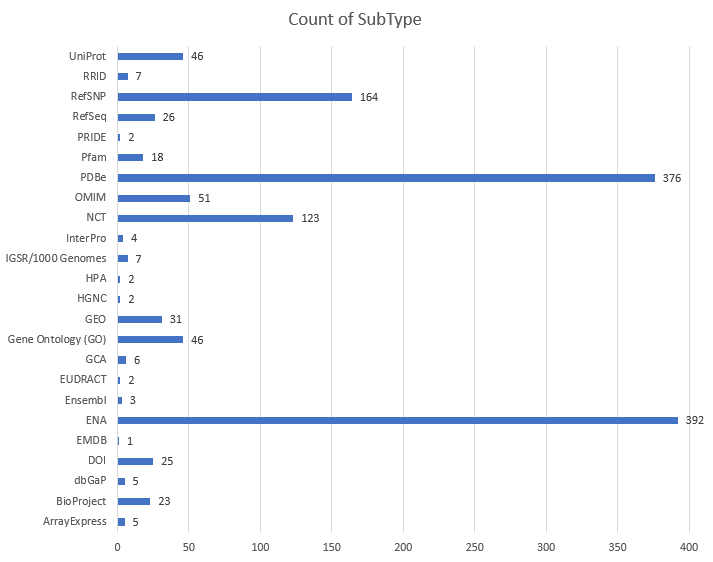 Count of SubType
UniProt 46
RRID 7
RefSNP 164
RefSeq 26
PRIDE 2
Pfam 18
PDBe 376
OMIM 51
NCT 123
InterPro 4
IGSR/1000 Genomes 7
HPA 2
HGNC 2
GEO 31
Gene Ontology (GO) 46
GCA 6
EUDRACT 2
Ensembl 3
ENA 392
EMDB 1
DOI 25
dbGaP 5
BioProject 23
ArrayExpress 5
0 50 100 150 200 250 300 350 400